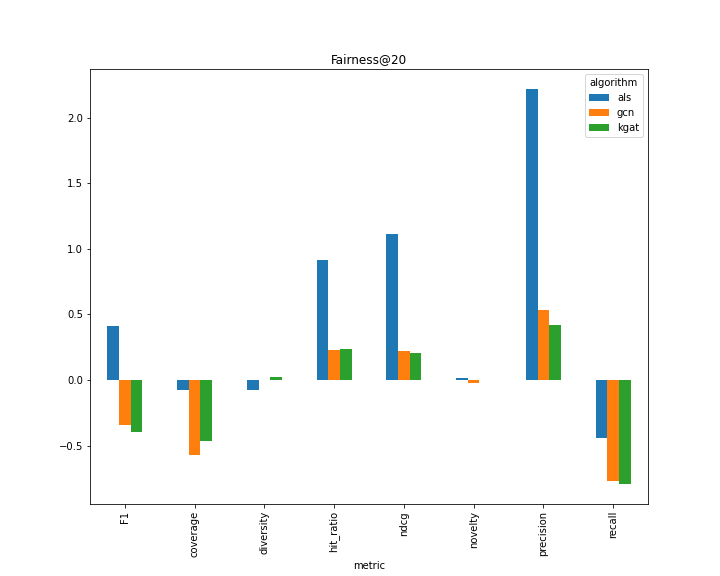 Fairness@20
algorithm
als
gcn
kgat
2.0
1.5
1.0
0.5
0.0
−0.5
F1
coverage
diversity
hit_ratio
ndcg
novelty
precision
recall
metric